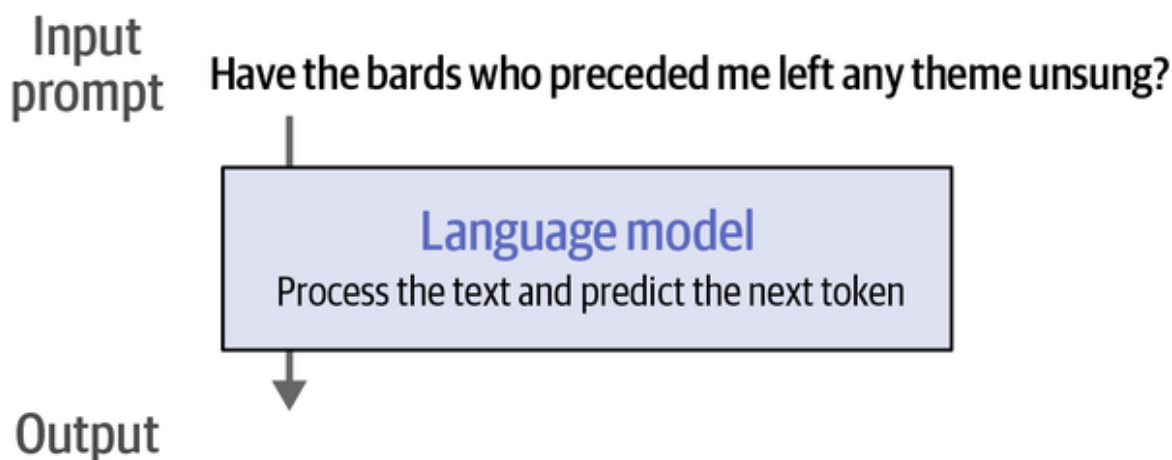 Input
prompt
Have the bards who preceded me left any theme unsung?
Language model
Process the text and predict the next token
Output